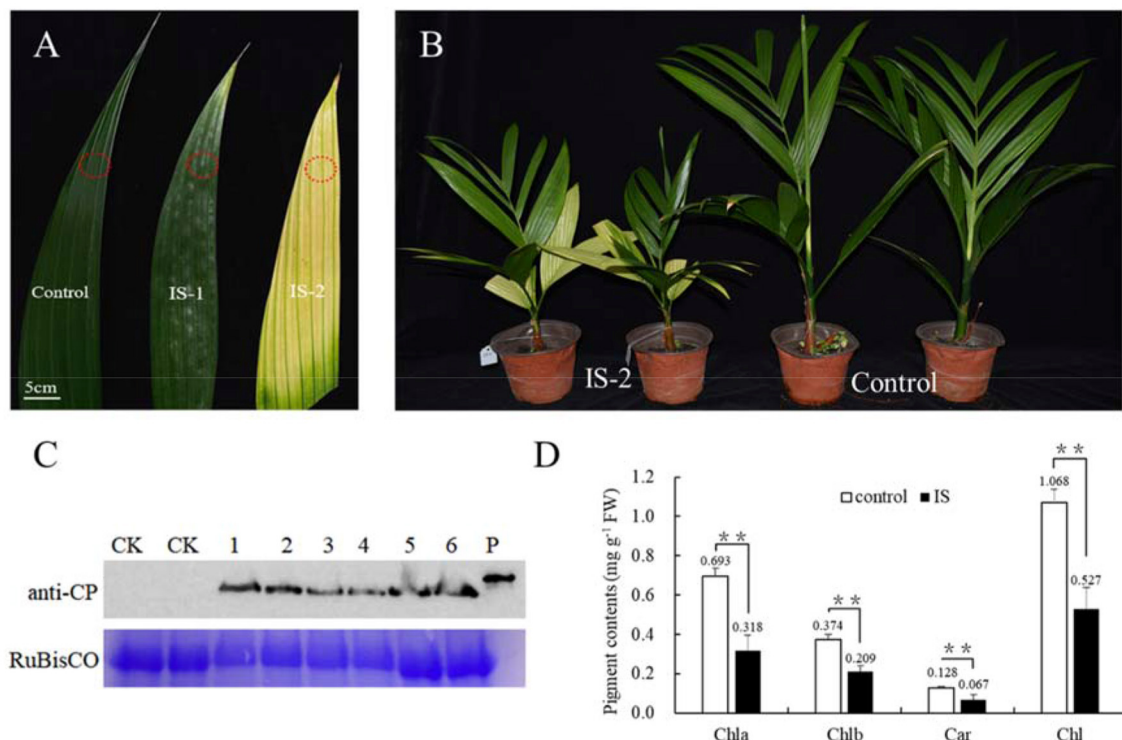 A
Control
IS-1
IS-2
5cm
B
IS-2
Control
C
CK CK 1 2 3 4 5 6 P
anti-CP
RuBisCO
D
Pigment contents (mg g-1 FW)
1.2
1.0
0.8
0.6
0.4
0.2
0.0
control IS
**
0.693
0.318
**
0.374
0.209
**
0.128
0.067
**
1.068
0.527
Chla Chlb Car Chl